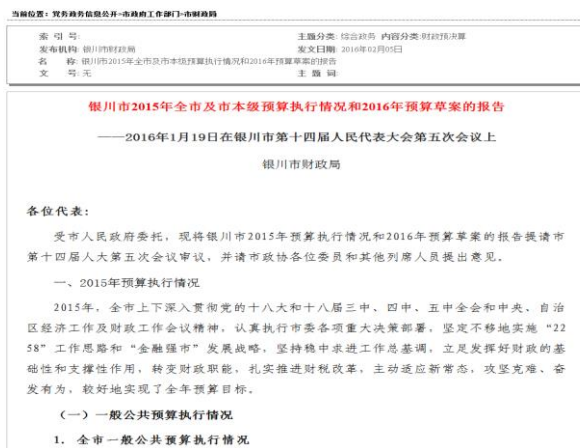 当前位置：党务政务信息公开=市政府工作部门=市财政局
索 引 号: 主题分类: 综合政务 内容分类:财政预决算
发布机构: 银川市财政局 发文日期: 2016年02月05日
名 称: 银川市2015年全市及市本级预算执行情况和2016年预算草案的报告
文 号: 无 主 题 词:
银川市2015年全市及市本级预算执行情况和2016年预算草案的报告
——2016年1月19日在银川市第十四届人民代表大会第五次会议上
银川市财政局
各位代表：
受市人民政府委托，现将银川市2015年预算执行情况和2016年预算草案的报告提请市
第十四届人大第五次会议审议，并请市政协各位委员和其他列席人员提出意见。
一、2015年预算执行情况
2015年，全市上下深入贯彻党的十八大和十八届三中、四中、五中全会和中央、自治
区经济工作及财政工作会议精神，认真执行市委各项重大决策部署，坚定不移地实施“22
58”工作思路和“金融强市”发展战略，坚持稳中求进工作总基调，立足发挥好财政的基
础性和支撑性作用，转变财政职能，扎实推进财税改革，主动适应新常态，攻坚克难、奋
发有为，较好地实现了全年预算目标。
（一）一般公共预算执行情况
1. 全市一般公共预算执行情况